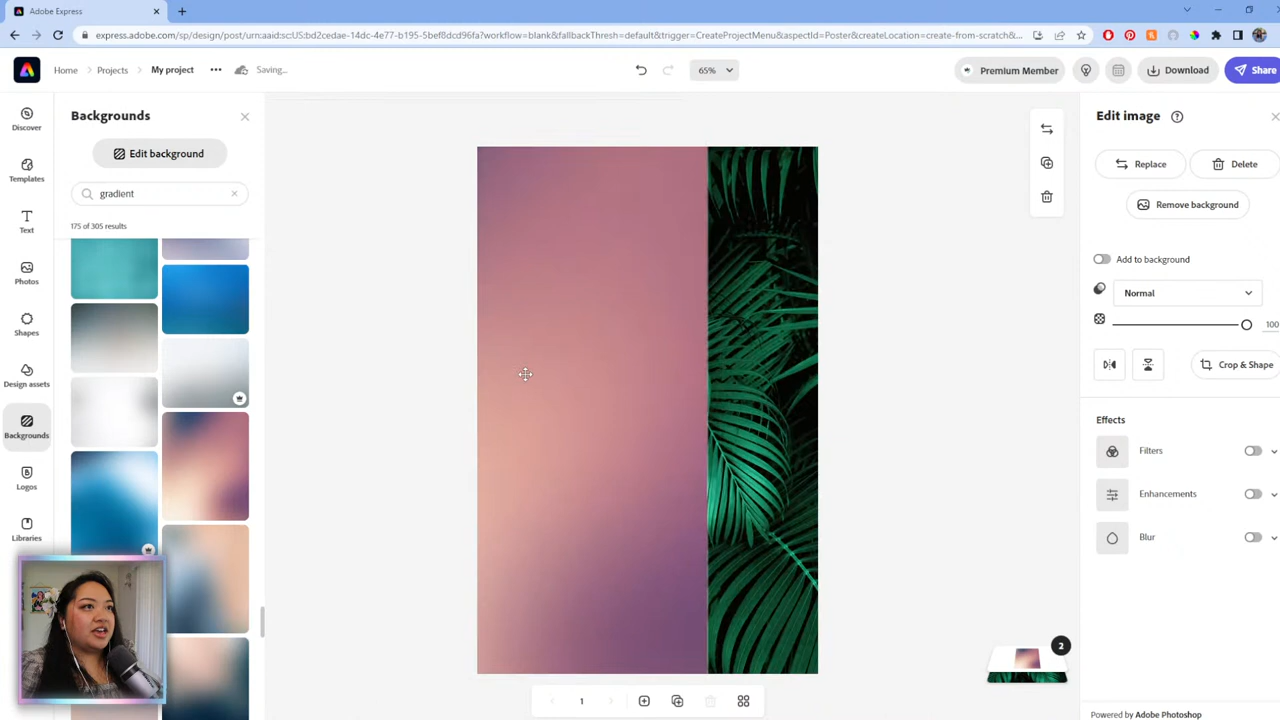 Adobe Express
express.adobe.com/sp/design/post/urn:aaid:sc:US:bd2cedae-14dc-4e77-b195-5bef8dcd96fa?workflow=blank&fallbackThresh=default&trigger=CreateProjectMenu&aspectId=Poster&createLocation=create-from-scratch&...
Home
Projects
My project
Saving...
65%
Premium Member
Download
Share
Discover
Templates
Text
Photos
Shapes
Design assets
Backgrounds
Logos
Libraries
Backgrounds
Edit background
gradient
175 of 305 results
1
2
Edit image
Replace
Delete
Remove background
Add to background
Normal
100
Crop & Shape
Effects
Filters
Enhancements
Blur
Powered by Adobe Photoshop